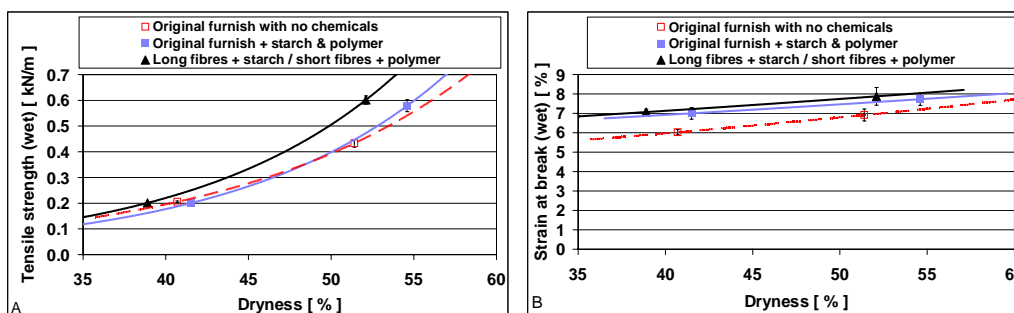 Original furnish with no chemicals
Original furnish + starch & polymer
Long fibres + starch / short fibres + polymer
Tensile strength (wet) [ kN/m ]
0.7
0.6
0.5
0.4
0.3
0.2
0.1
0.0
35 40 45 50 55 60
Dryness [ % ]
A
Original furnish with no chemicals
Original furnish + starch & polymer
Long fibres + starch / short fibres + polymer
Strain at break (wet) [ % ]
9
8
7
6
5
4
3
2
1
0
35 40 45 50 55
Dryness [ % ]
B